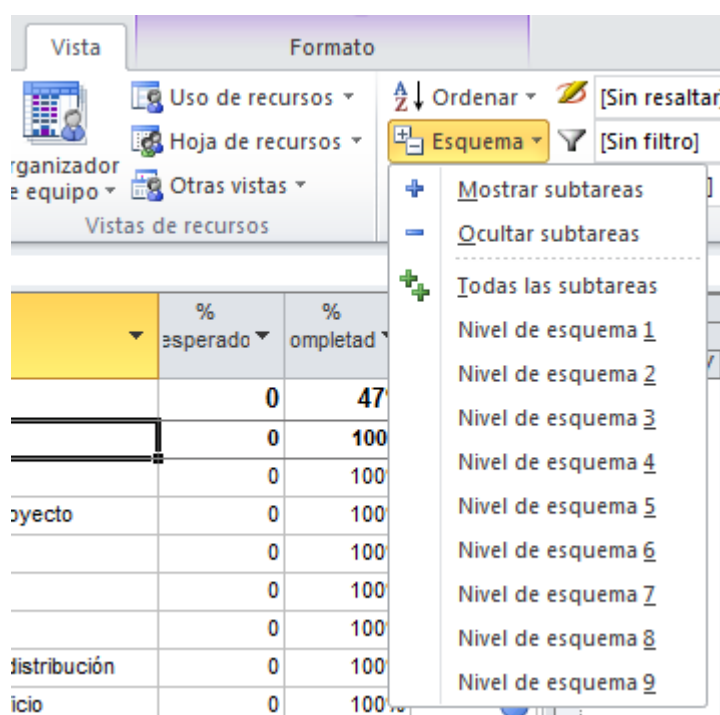 Vista
Formato
Uso de recursos
Ordenar
[Sin resaltar]
Hoja de recursos
Esquema
[Sin filtro]
rganizador
e equipo
Otras vistas
]
Vistas de recursos
Mostrar subtareas
Ocultar subtareas
Todas las subtareas
Nivel de esquema 1
Nivel de esquema 2
Nivel de esquema 3
Nivel de esquema 4
Nivel de esquema 5
Nivel de esquema 6
Nivel de esquema 7
Nivel de esquema 8
Nivel de esquema 9
%
esperado
%
ompletad
0 47%
0 100
0 100%
oyecto 0 100%
0 100%
0 100%
0 100%
distribución 0 100%
icio 0 100%